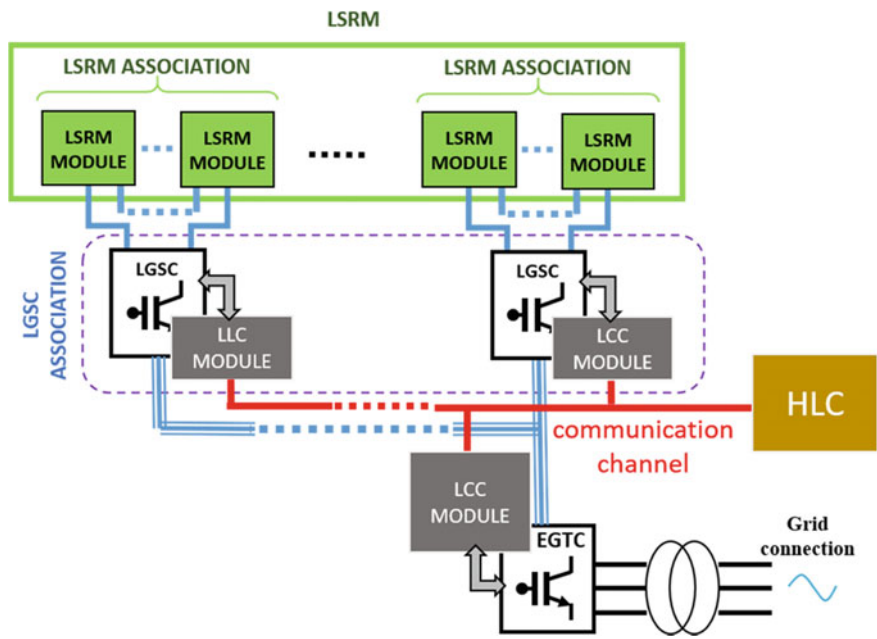 LSRM
LSRM ASSOCIATION
LSRM ASSOCIATION
LSRM
MODULE
LSRM
MODULE
LSRM
MODULE
LSRM
MODULE
LGSC
ASSOCIATION
LGSC
LLC
MODULE
LGSC
LCC
MODULE
HLC
communication
channel
LCC
MODULE
EGTC
Grid
connection